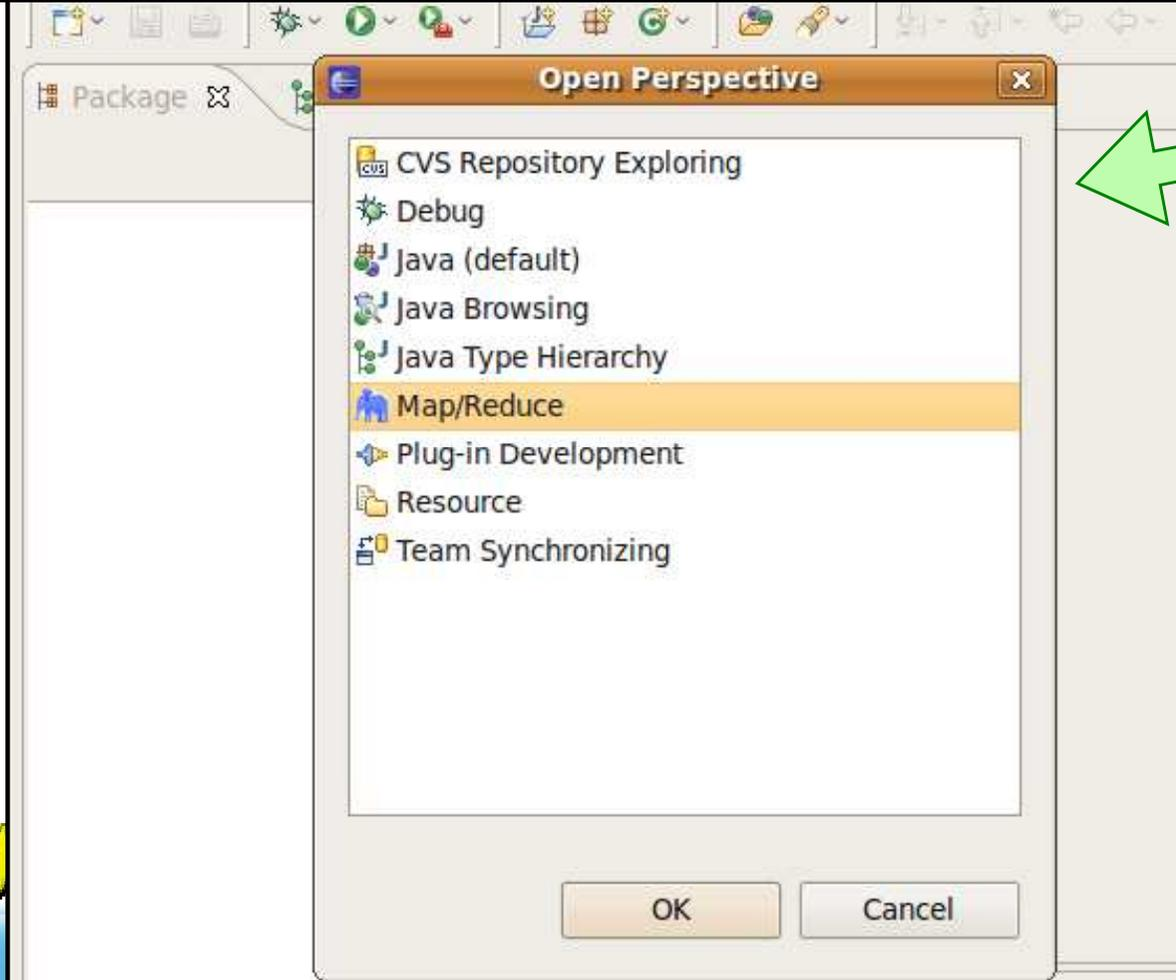 Open Perspective
Package
CVS Repository Exploring
Debug
Java (default)
Java Browsing
Java Type Hierarchy
Map/Reduce
Plug-in Development
Resource
Team Synchronizing
OK
Cancel